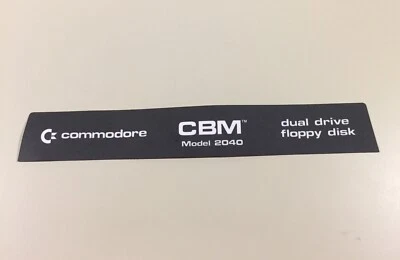 commodore
CBM™
Model 2040
dual drive
floppy disk